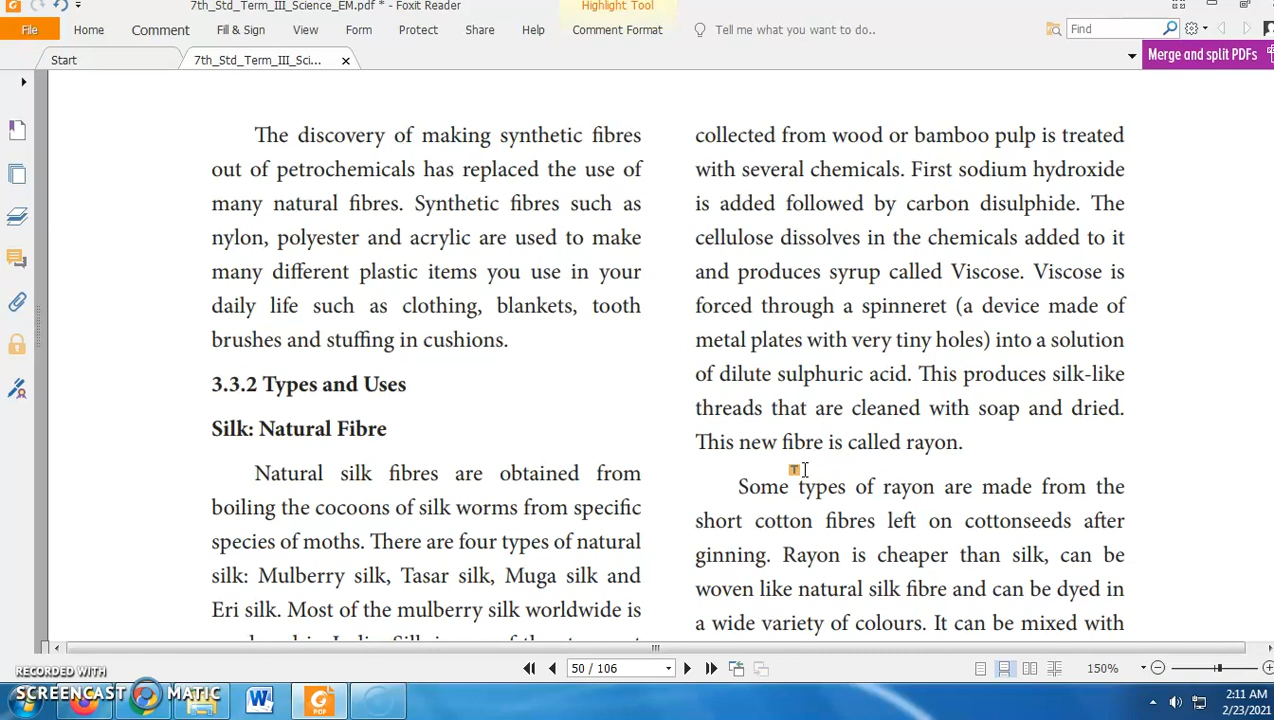 7th_Std_Term_III_Science_EM.pdf * - Foxit Reader
Highlight Tool
File
Home
Comment
Fill & Sign
View
Form
Protect
Share
Help
Comment Format
Tell me what you want to do..
Find
Start
7th_Std_Term_III_Sci...
Merge and split PDFs
The discovery of making synthetic fibres
out of petrochemicals has replaced the use of
many natural fibres. Synthetic fibres such as
nylon, polyester and acrylic are used to make
many different plastic items you use in your
daily life such as clothing, blankets, tooth
brushes and stuffing in cushions.
3.3.2 Types and Uses
Silk: Natural Fibre
Natural silk fibres are obtained from
boiling the cocoons of silk worms from specific
species of moths. There are four types of natural
silk: Mulberry silk, Tasar silk, Muga silk and
Eri silk. Most of the mulberry silk worldwide is
collected from wood or bamboo pulp is treated
with several chemicals. First sodium hydroxide
is added followed by carbon disulphide. The
cellulose dissolves in the chemicals added to it
and produces syrup called Viscose. Viscose is
forced through a spinneret (a device made of
metal plates with very tiny holes) into a solution
of dilute sulphuric acid. This produces silk-like
threads that are cleaned with soap and dried.
This new fibre is called rayon.
T
Some types of rayon are made from the
short cotton fibres left on cottonseeds after
ginning. Rayon is cheaper than silk, can be
woven like natural silk fibre and can be dyed in
a wide variety of colours. It can be mixed with
50 / 106
150%
RECORDED WITH
SCREENCAST MATIC
W
PDF
2:11 AM
2/23/2021